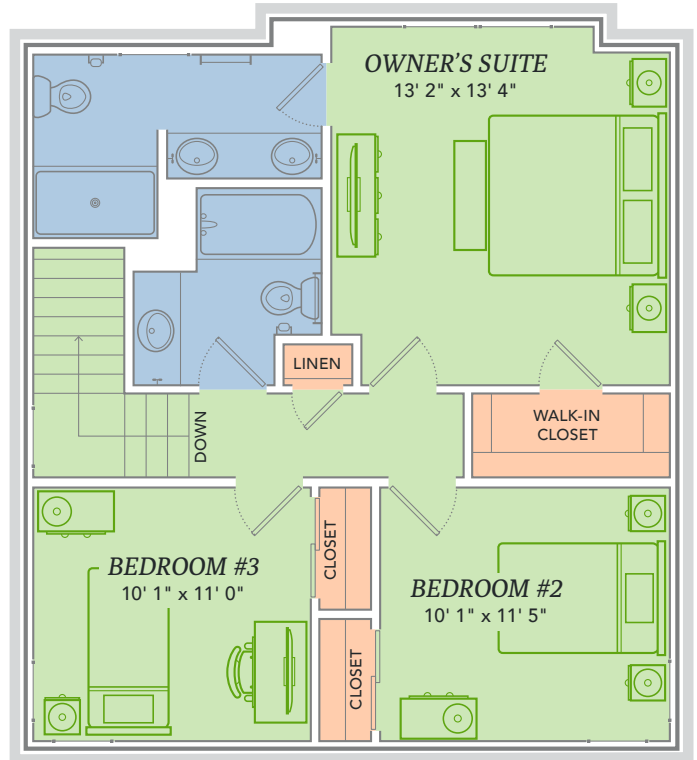 OWNER'S SUITE
13' 2" x 13' 4"
LINEN
WALK-IN
CLOSET
DOWN
CLOSET
BEDROOM #3
10' 1" x 11' 0"
BEDROOM #2
10' 1" x 11' 5"
CLOSET